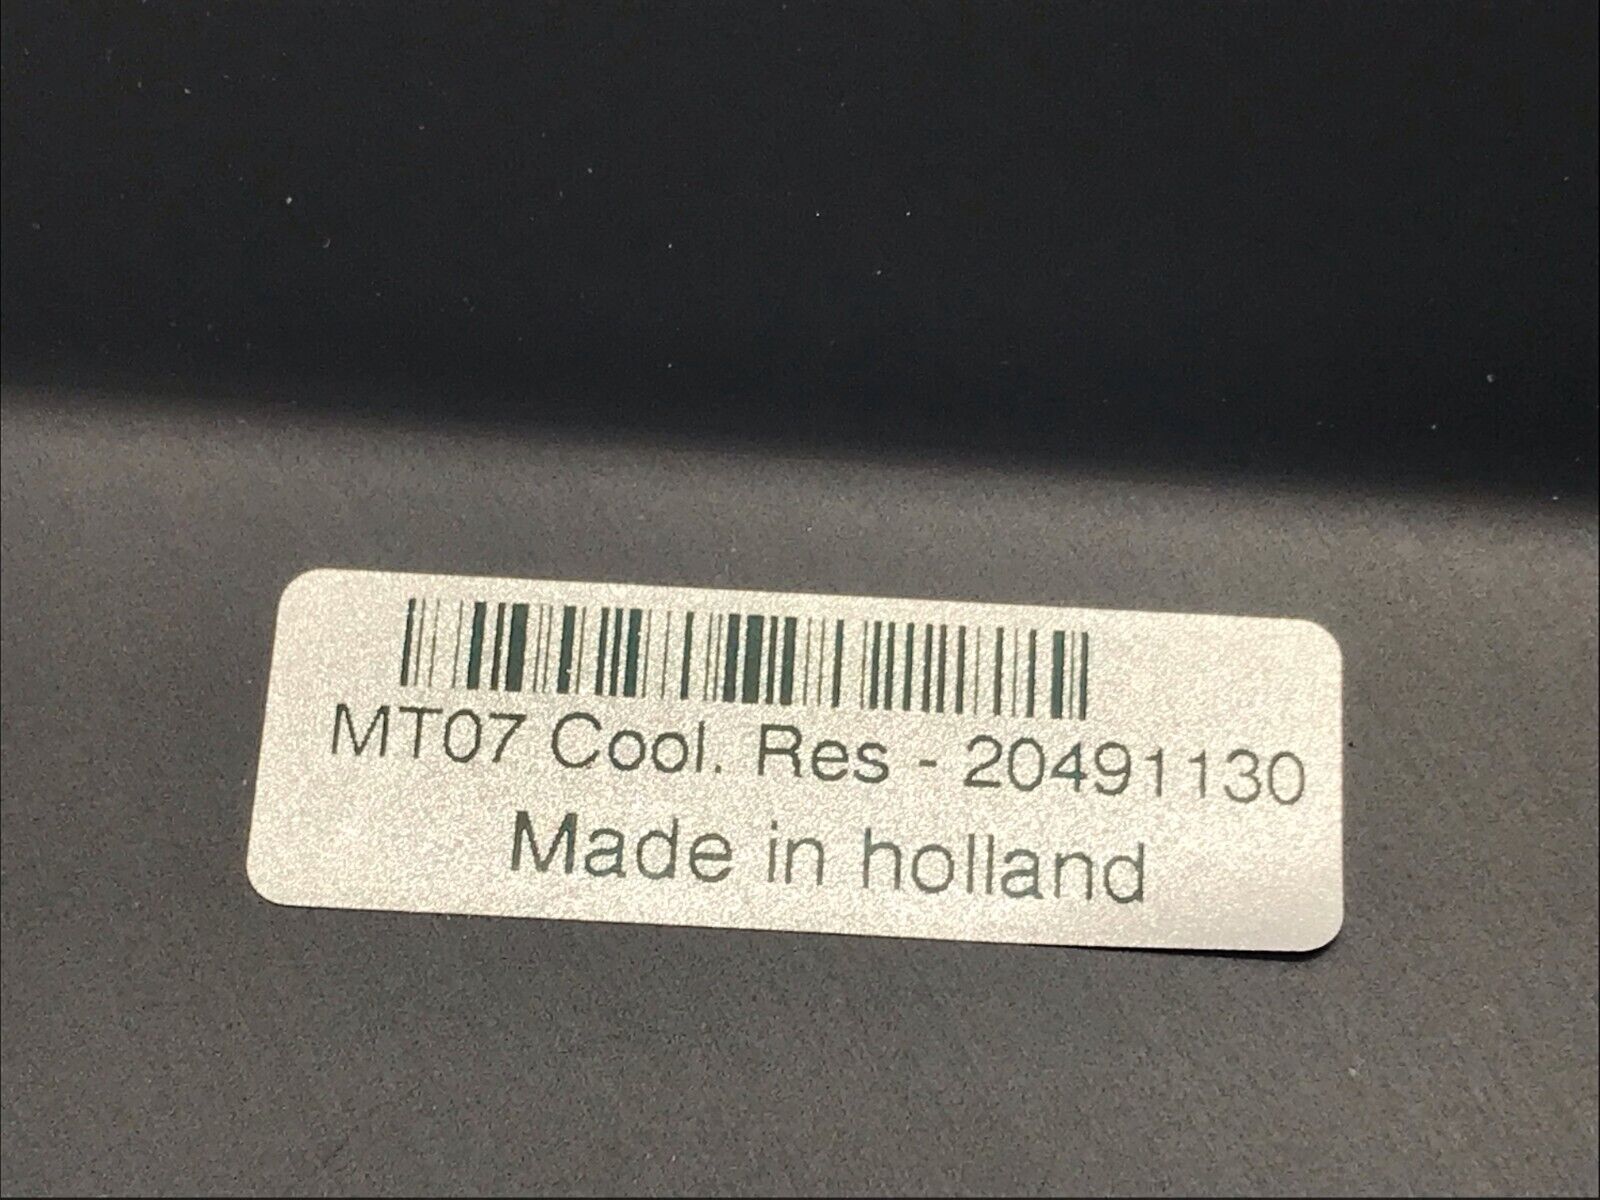 MT07 Cool. Res - 20491130
Made in holland